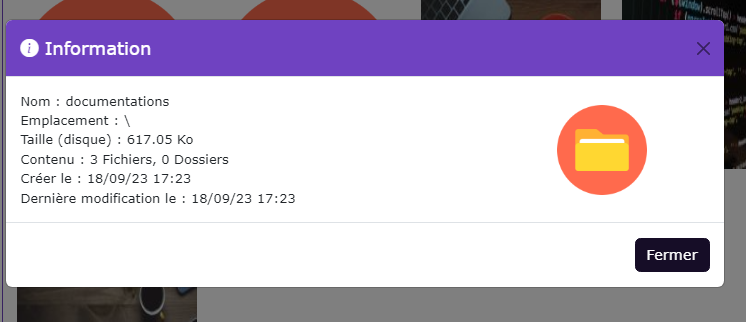 Information
Nom : documentations
Emplacement : \
Taille (disque) : 617.05 Ko
Contenu : 3 Fichiers, 0 Dossiers
Créer le : 18/09/23 17:23
Dernière modification le : 18/09/23 17:23
Fermer